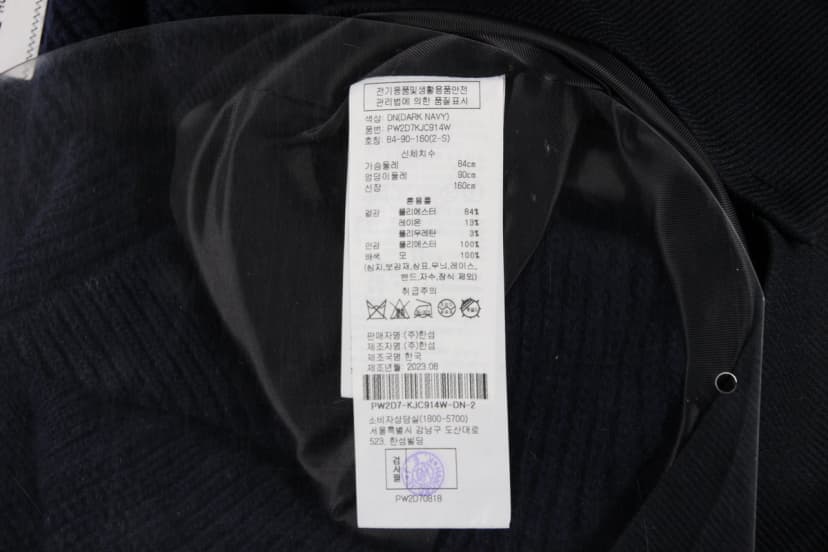 전기용품및생활용품안전
관리법에 의한 품질표시
색상: DN(DARK NAVY)
품번: PW2D7KJC914W
호칭: 84-90-160(2-S)
신체치수
가슴둘레 84cm
엉덩이둘레 90cm
신장 160cm
혼용률
겉감 폴리에스터 84%
레이온 13%
폴리우레탄 3%
안감 폴리에스터 100%
배색 모 100%
(심지,보강재,상표,무늬,레이스,
밴드,자수,장식 제외)
취급주의
판매자명 (주)한섬
제조자명 (주)한섬
제조국명 한국
제조년월: 2023.08
PW2D7-KJC914W-DN-2
소비자상담실(1800-5700)
서울특별시 강남구 도산대로
523, 한섬빌딩
검사필
PW2D70818